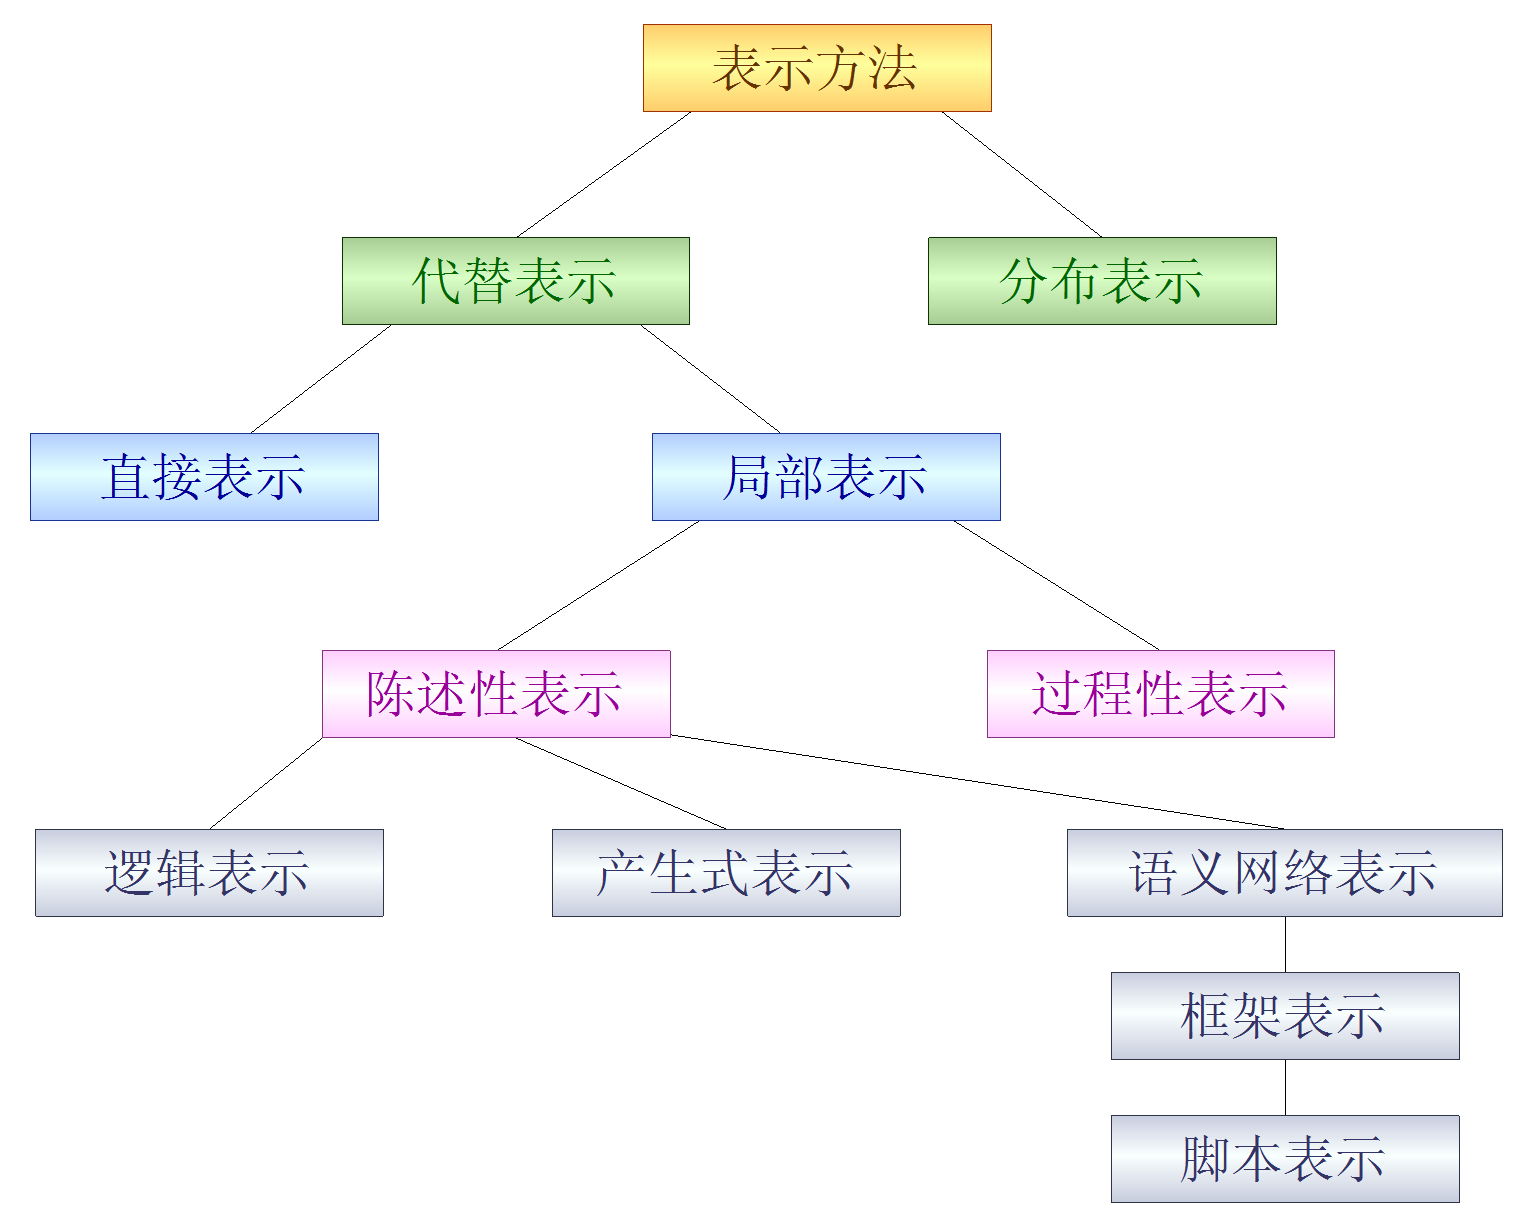 表示方法
代替表示
分布表示
直接表示
局部表示
陈述性表示
过程性表示
逻辑表示
产生式表示
语义网络表示
框架表示
脚本表示